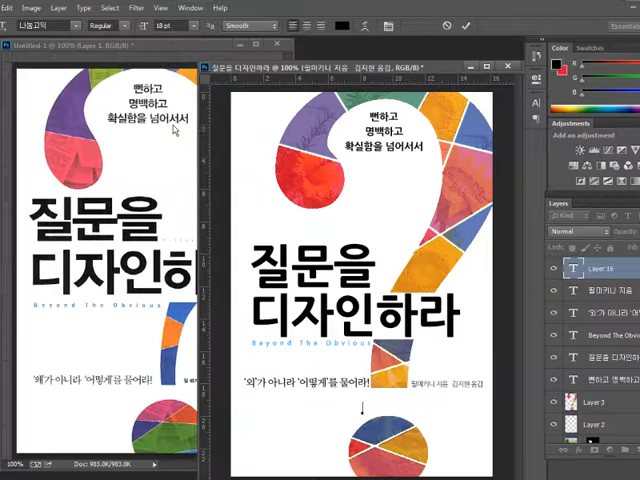 Edit Image Layer Type Select Filter View Window Help
나눔고딕 Regular 18 pt Smooth
Untitled-1 @ 100% (Layer 1, RGB/8) *
질문을 디자인하라 @ 100% (필마키니 지음 김지현 옮김, RGB/8) *
뻔하고
명백하고
확실함을 넘어서서
질문을
디자인하
Beyond The Obvious
'왜'가 아니라 '어떻게'를 물어라!
100% Doc: 903.0K/903.0K
뻔하고
명백하고
확실함을 넘어서서
질문을
디자인하라
Beyond The Obvious
'외'가 아니라 '어떻게'를 물어라!
필미키니 지음 김지현 옮김
Essentials
Color Swatches
R
G
B
Adjustments
Add an adjustment
Layers
Kind
Normal Opacity:
Lock: Fill:
Layer 16
필미키니 지음
'외'가 아니라 '어
Beyond The Obvious
질문을 디자인하
뻔하고 명백하고
Layer 3
Layer 2